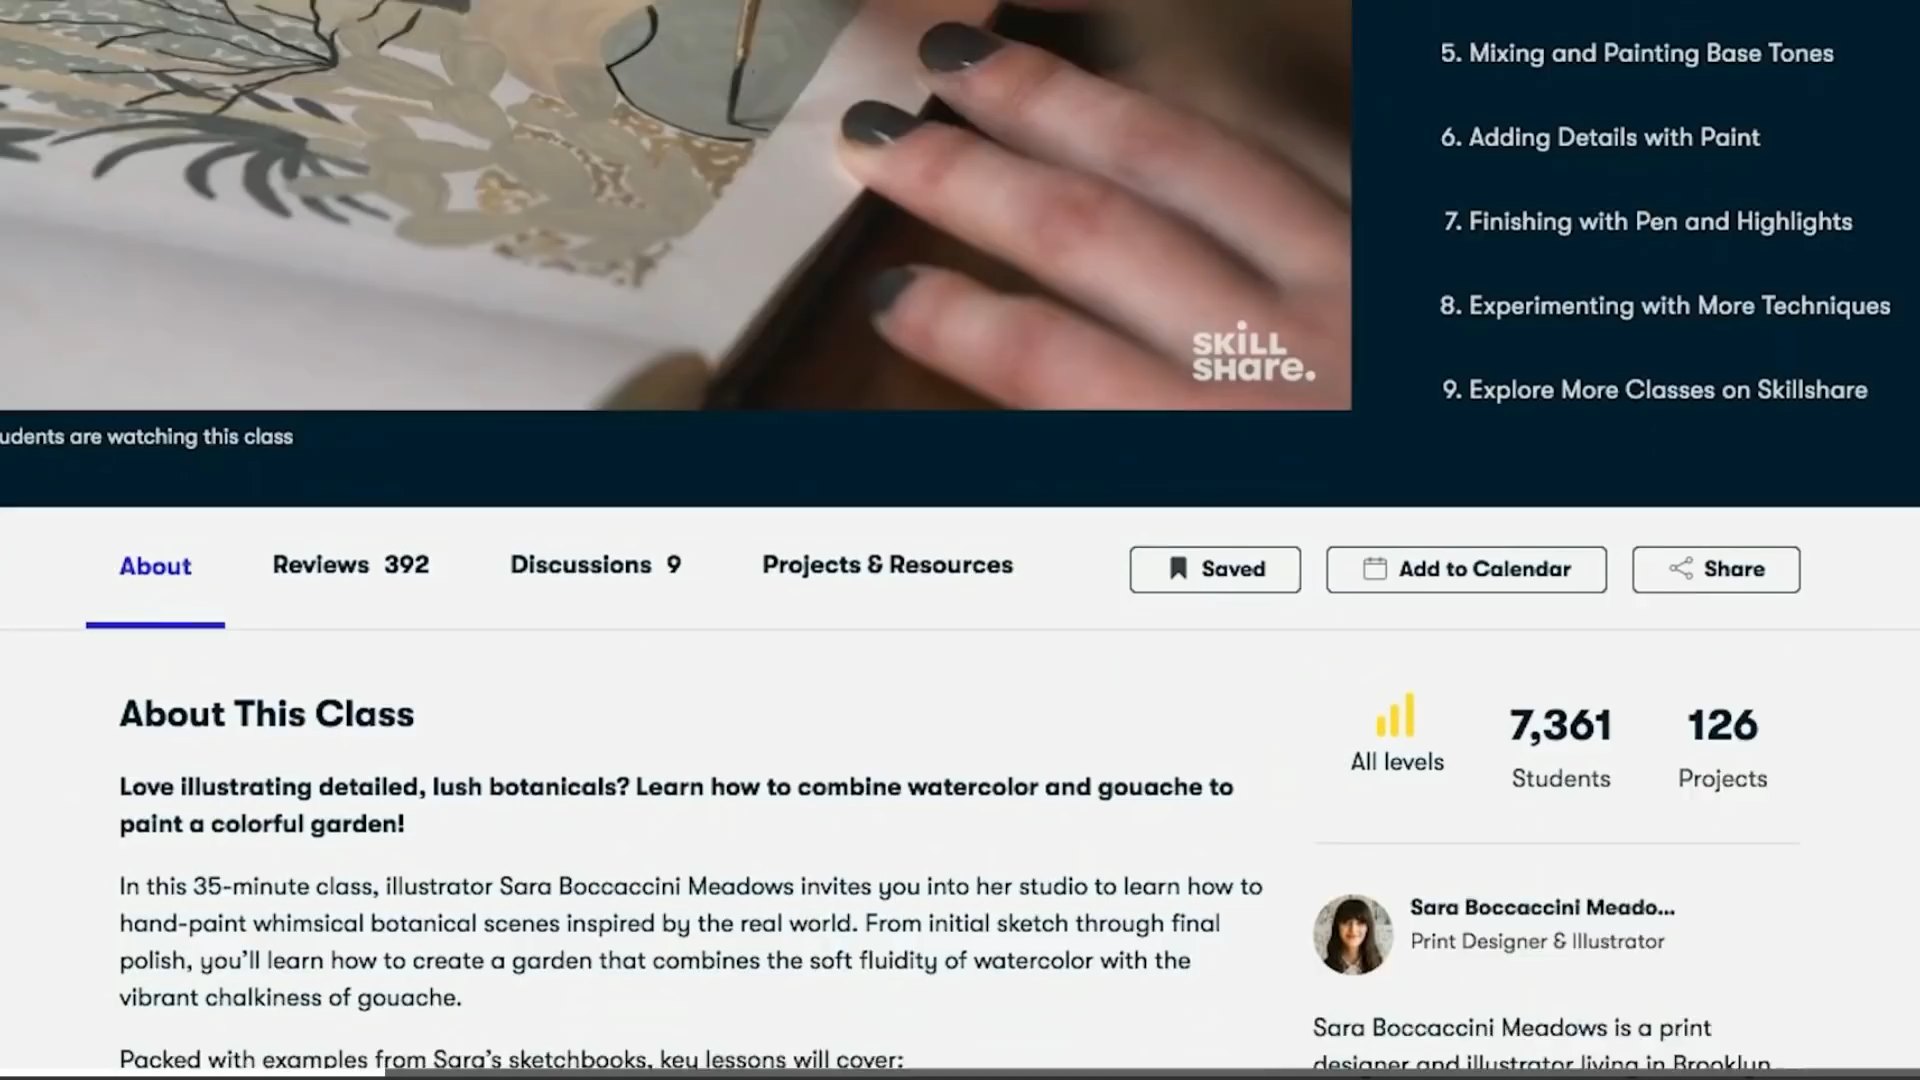 5. Mixing and Painting Base Tones
6. Adding Details with Paint
7. Finishing with Pen and Highlights
8. Experimenting with More Techniques
9. Explore More Classes on Skillshare
SKiLL
SHare.
udents are watching this class
About
Reviews 392
Discussions 9
Projects & Resources
Saved
Add to Calendar
Share
About This Class
Love illustrating detailed, lush botanicals? Learn how to combine watercolor and gouache to
paint a colorful garden!
In this 35-minute class, illustrator Sara Boccaccini Meadows invites you into her studio to learn how to
hand-paint whimsical botanical scenes inspired by the real world. From initial sketch through final
polish, you'll learn how to create a garden that combines the soft fluidity of watercolor with the
vibrant chalkiness of gouache.
Packed with examples from Sara's sketchbooks, key lessons will cover:
All levels
7,361
Students
126
Projects
Sara Boccaccini Meado...
Print Designer & Illustrator
Sara Boccaccini Meadows is a print
designer and illustrator living in Brooklyn